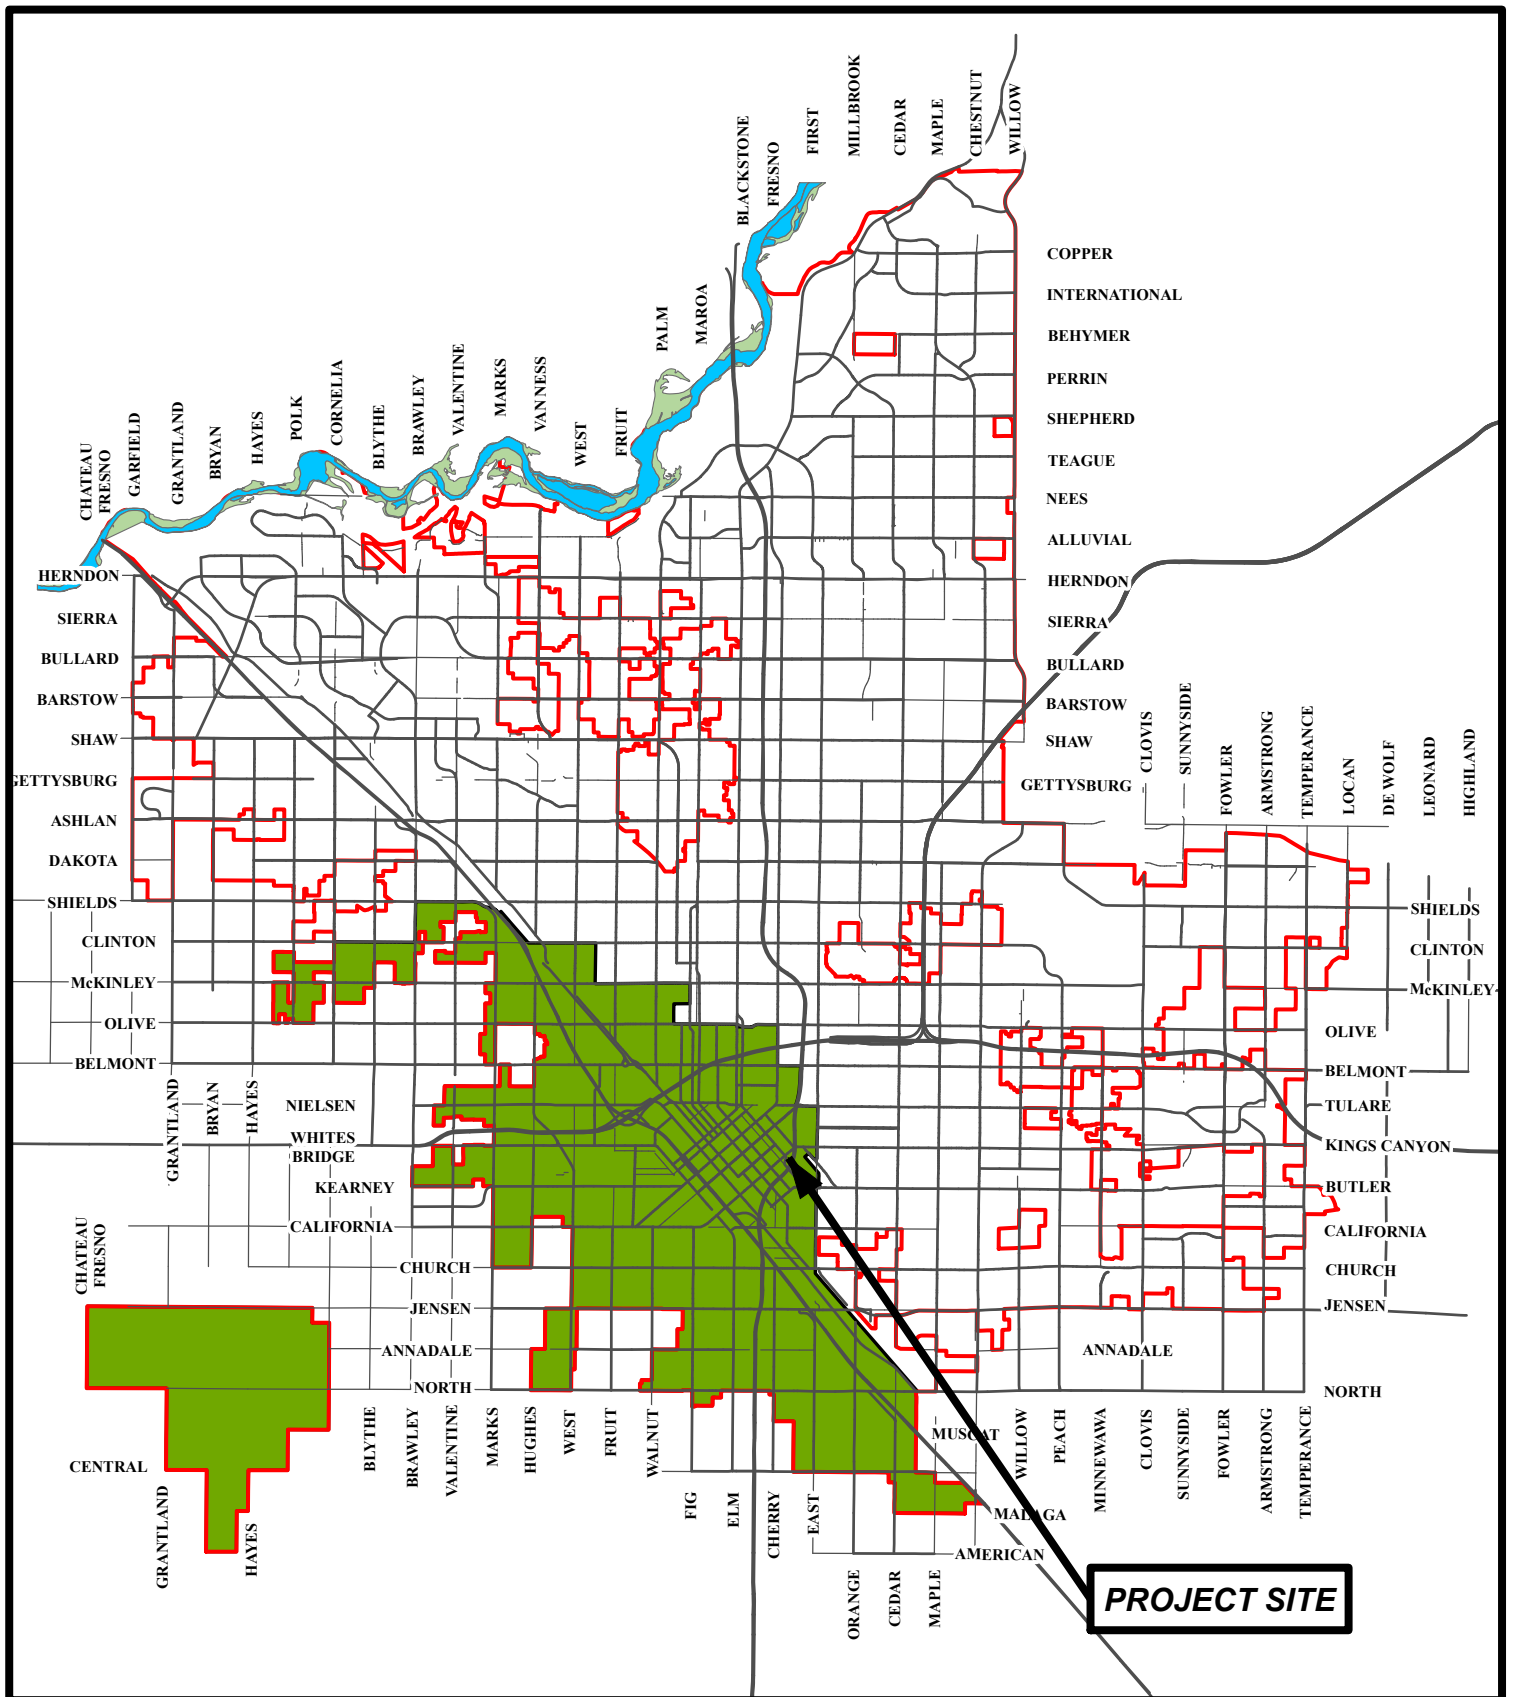 MILLBROOK
CHESTNUT
WILLOW
FIRST
CEDAR
MAPLE
BLACKSTONE
FRESNO
COPPER
INTERNATIONAL
BEHYMER
PERRIN
SHEPHERD
TEAGUE
NEES
ALLUVIAL
HERNDON
SIERRA
BULLARD
BARSTOW
SHAW
GETTYSBURG
PALM
MAROA
CHATEAU
FRESNO
GARFIELD
GRANTLAND
BRYAN
HAYES
POLK
CORNELIA
BLYTHE
BRAWLEY
VALENTINE
MARKS
VAN NESS
WEST
FRUIT
HERNDON
SIERRA
BULLARD
BARSTOW
SHAW
GETTYSBURG
ASHLAN
DAKOTA
SHIELDS
CLINTON
McKINLEY
OLIVE
BELMONT
CLOVIS
SUNNYSIDE
FOWLER
ARMSTRONG
TEMPERANCE
LOCAN
DE WOLF
LEONARD
HIGHLAND
SHIELDS
CLINTON
McKINLEY
OLIVE
BELMONT
TULARE
KINGS CANYON
BUTLER
CALIFORNIA
CHURCH
JENSEN
ANNADALE
NORTH
GRANTLAND
BRYAN
HAYES
NIELSEN
WHITES
BRIDGE
KEARNEY
CALIFORNIA
CHURCH
JENSEN
ANNADALE
NORTH
CHATEAU
FRESNO
CENTRAL
GRANTLAND
HAYES
BLYTHE
BRAWLEY
VALENTINE
MARKS
HUGHES
WEST
FRUIT
WALNUT
FIG
ELM
CHERRY
EAST
ORANGE
CEDAR
MAPLE
MUSCAT
MALAGA
AMERICAN
WILLOW
PEACH
MINNEWAWA
CLOVIS
SUNNYSIDE
FOWLER
ARMSTRONG
TEMPERANCE
PROJECT SITE